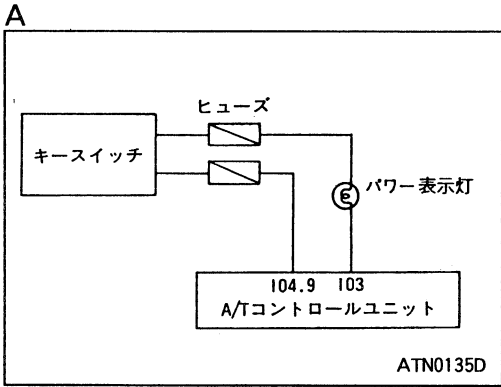 A
ヒューズ
キースイッチ
パワー表示灯
104.9 103
A/Tコントロールユニット
ATN0135D